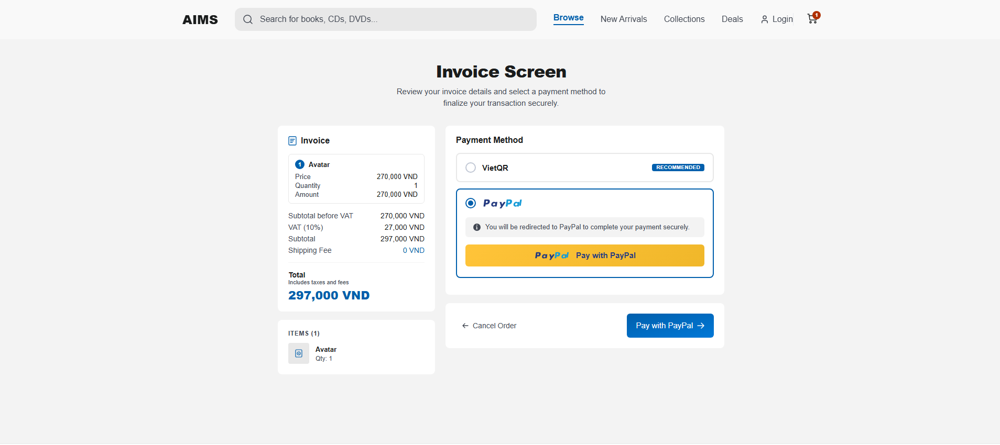 AIMS
Search for books, CDs, DVDs...
Browse
New Arrivals
Collections
Deals
Login
1
Invoice Screen
Review your invoice details and select a payment method to
finalize your transaction securely.
Invoice
1 Avatar
Price 270,000 VND
Quantity 1
Amount 270,000 VND
Subtotal before VAT 270,000 VND
VAT (10%) 27,000 VND
Subtotal 297,000 VND
Shipping Fee 0 VND
Total
Includes taxes and fees
297,000 VND
ITEMS (1)
Avatar
Qty: 1
Payment Method
VietQR RECOMMENDED
PayPal
You will be redirected to PayPal to complete your payment securely.
PayPal Pay with PayPal
Cancel Order
Pay with PayPal